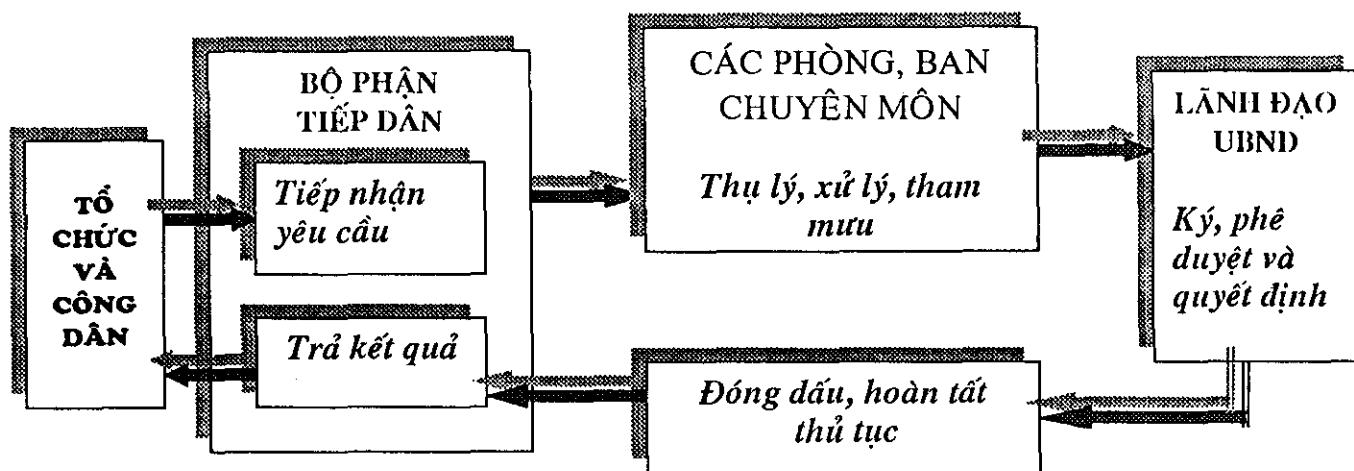 TỔ
CHỨC
VÀ
CÔNG
DÂN
BỘ PHẬN
TIẾP DÂN
Tiếp nhận
yêu cầu
Trả kết quả
CÁC PHÒNG, BAN
CHUYÊN MÔN
Thụ lý, xử lý, tham
mưu
LÃNH ĐẠO
UBND
Ký, phê
duyệt và
quyết định
Đóng dấu, hoàn tất
thủ tục